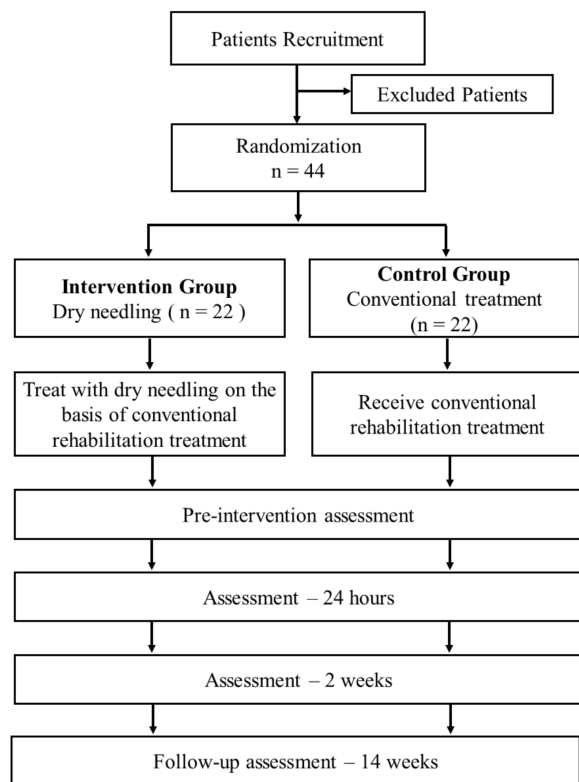 Patients Recruitment
Excluded Patients
Randomization
n = 44
Intervention Group
Dry needling ( n = 22 )
Control Group
Conventional treatment
(n = 22)
Treat with dry needling on the
basis of conventional
rehabilitation treatment
Receive conventional
rehabilitation treatment
Pre-intervention assessment
Assessment – 24 hours
Assessment – 2 weeks
Follow-up assessment – 14 weeks